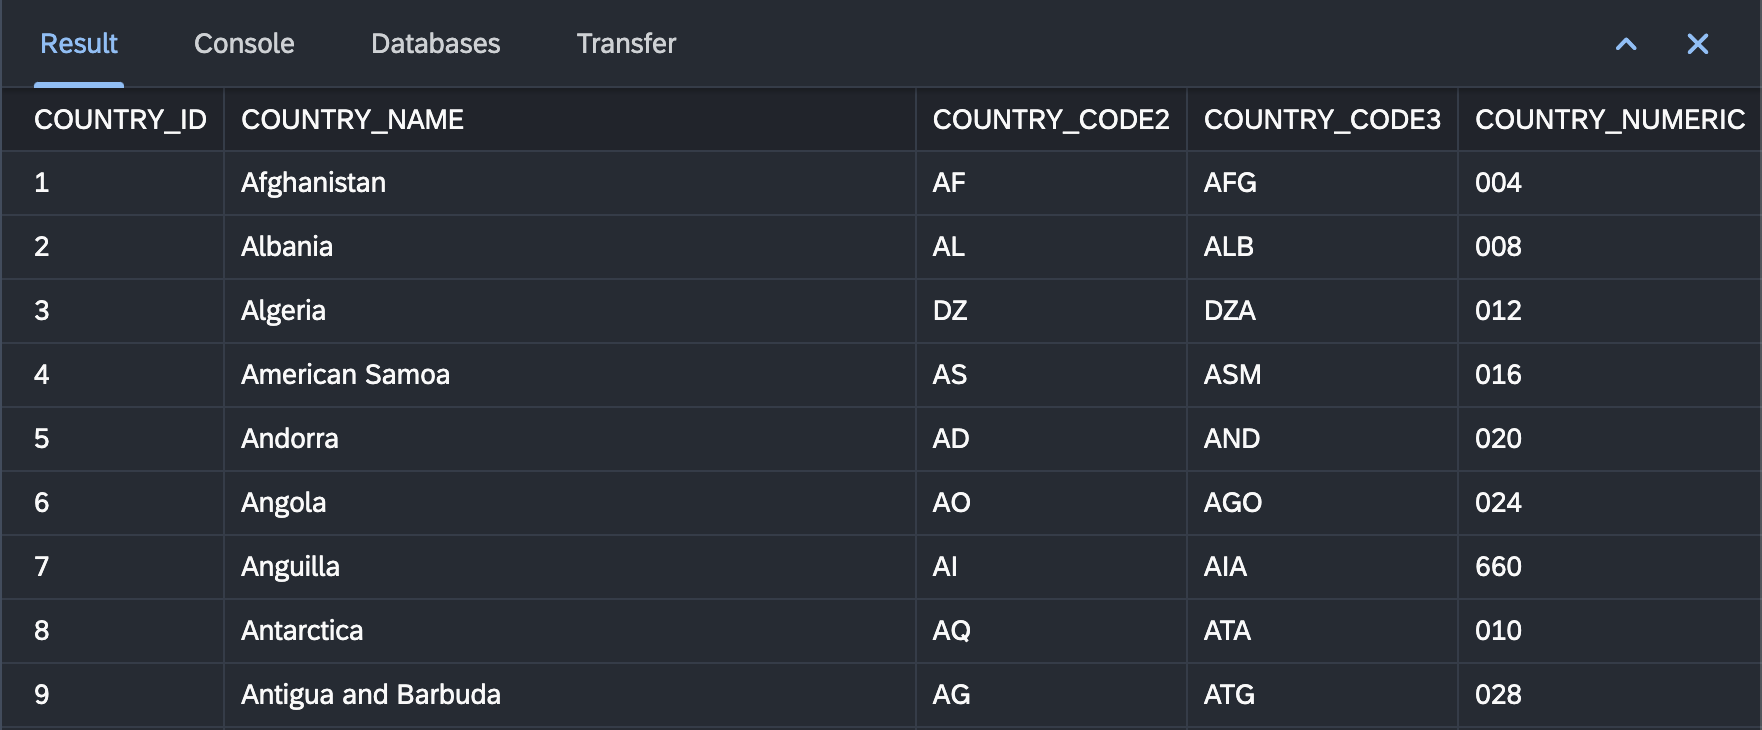 Result Console Databases Transfer
COUNTRY_ID COUNTRY_NAME COUNTRY_CODE2 COUNTRY_CODE3 COUNTRY_NUMERIC
1 Afghanistan AF AFG 004
2 Albania AL ALB 008
3 Algeria DZ DZA 012
4 American Samoa AS ASM 016
5 Andorra AD AND 020
6 Angola AO AGO 024
7 Anguilla AI AIA 660
8 Antarctica AQ ATA 010
9 Antigua and Barbuda AG ATG 028